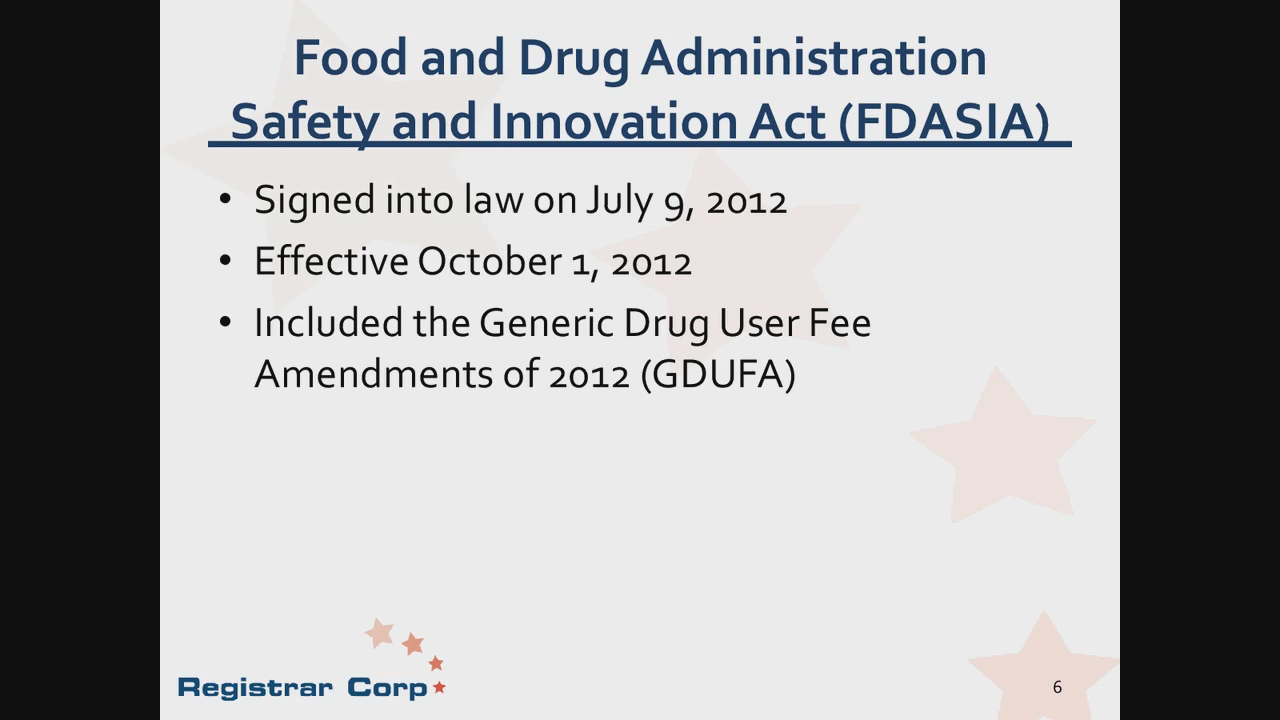 Food and Drug Administration
Safety and Innovation Act (FDASIA)
• Signed into law on July 9, 2012
• Effective October 1, 2012
• Included the Generic Drug User Fee
Amendments of 2012 (GDUFA)
Registrar Corp
6